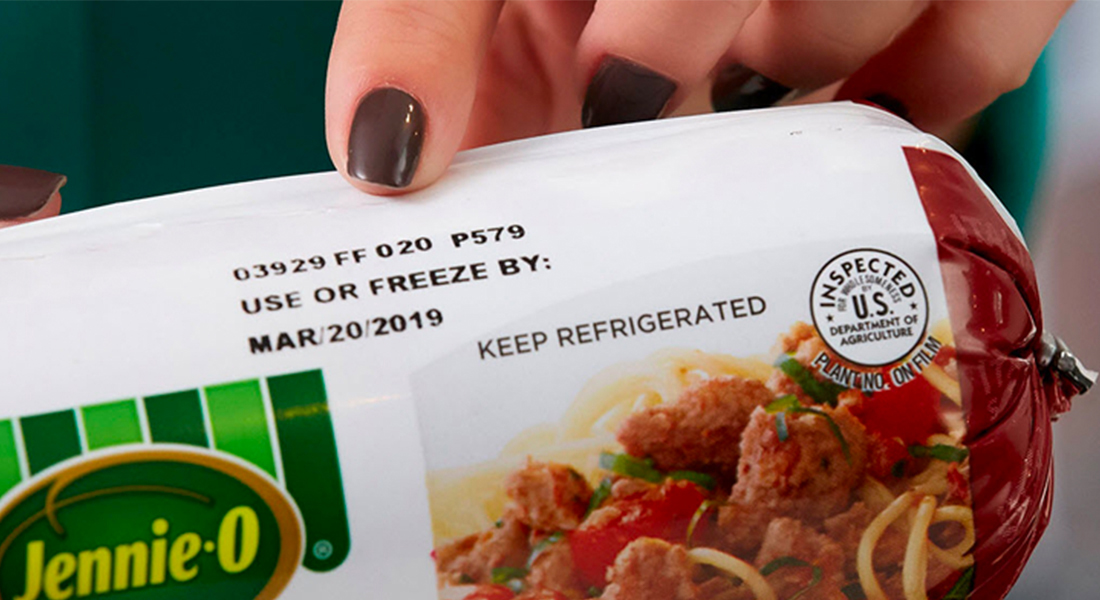 03929 FF 020 P579
USE OR FREEZE BY:
MAR/20/2019
KEEP REFRIGERATED
INSPECTED
FOR WHOLESOMENESS
BY
U.S.
DEPARTMENT OF
AGRICULTURE
PLANT NO. ON FILM
Jennie-O
®